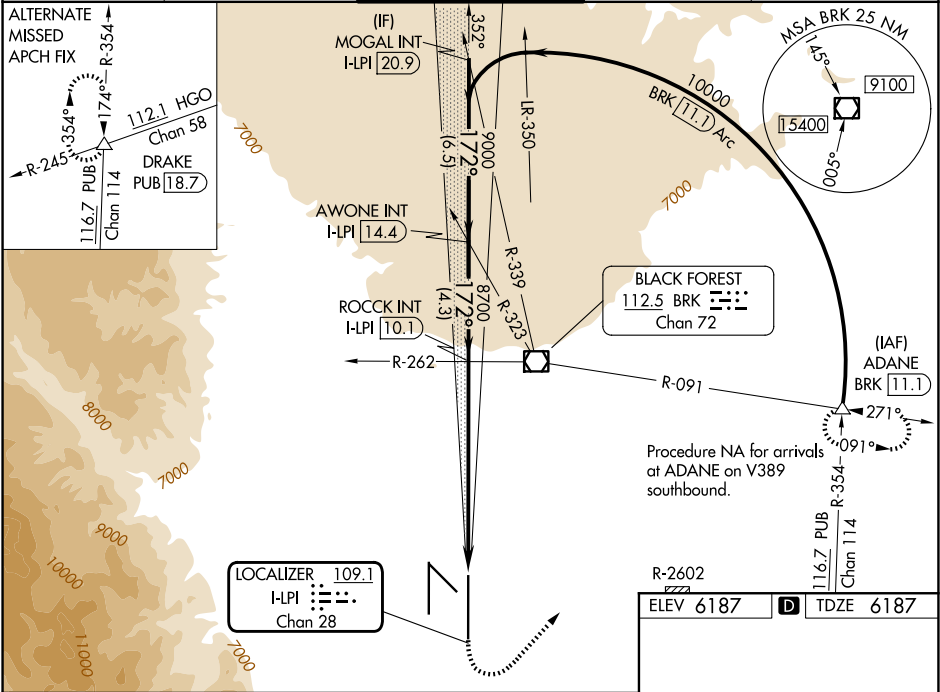 ALTERNATE
MISSED
APCH FIX
R-354
354°
174°
112.1 HGO
Chan 58
R-245
DRAKE
PUB 18.7
116.7 PUB
Chan 114
(IF)
MOGAL INT
I-LPI 20.9
352°
LR-350
10000
BRK 11.1 Arc
MSA BRK 25 NM
145°
9100
15400
005°
7000
7000
9000
172°
(6.5)
AWONE INT
I-LPI 14.4
R-339
R-323
8700
172°
(4.3)
ROCCK INT
I-LPI 10.1
R-262
BLACK FOREST
112.5 BRK
Chan 72
R-091
(IAF)
ADANE
BRK 11.1
271°
091°
Procedure NA for arrivals
at ADANE on V389
southbound.
R-354
116.7 PUB
Chan 114
8000
7000
9000
10000
11000
7000
LOCALIZER 109.1
I-LPI
Chan 28
R-2602
ELEV 6187 D TDZE 6187